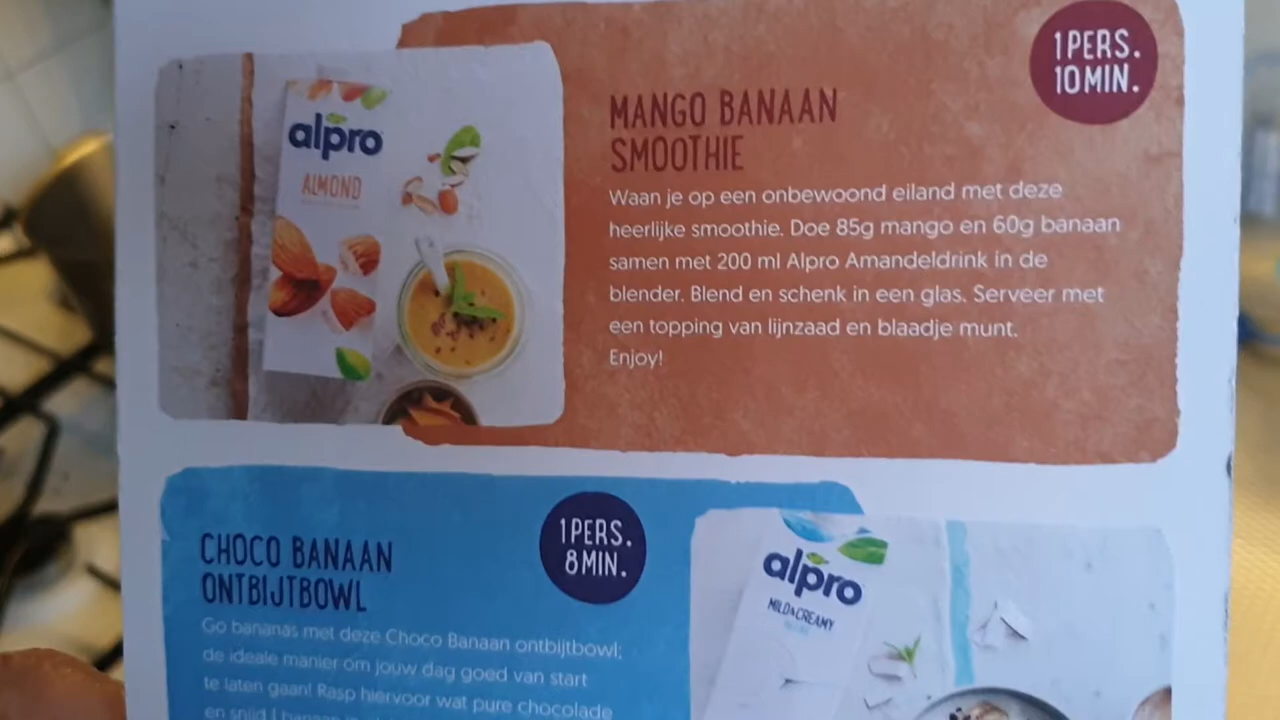 1 PERS.
10 MIN.
alpro
ALMOND
MANGO BANAAN
SMOOTHIE
Waan je op een onbewoond eiland met deze
heerlijke smoothie. Doe 85g mango en 60g banaan
samen met 200 ml Alpro Amandeldrink in de
blender. Blend en schenk in een glas. Serveer met
een topping van lijnzaad en blaadje munt.
Enjoy!
CHOCO BANAAN
ONTBIJTBOWL
1 PERS.
8 MIN.
Go bananas met deze Choco Banaan ontbijtbowl;
de ideale manier om jouw dag goed van start
te laten gaan! Rasp hiervoor wat pure chocolade
en snijd 1 banaan
alpro
MILD & CREAMY